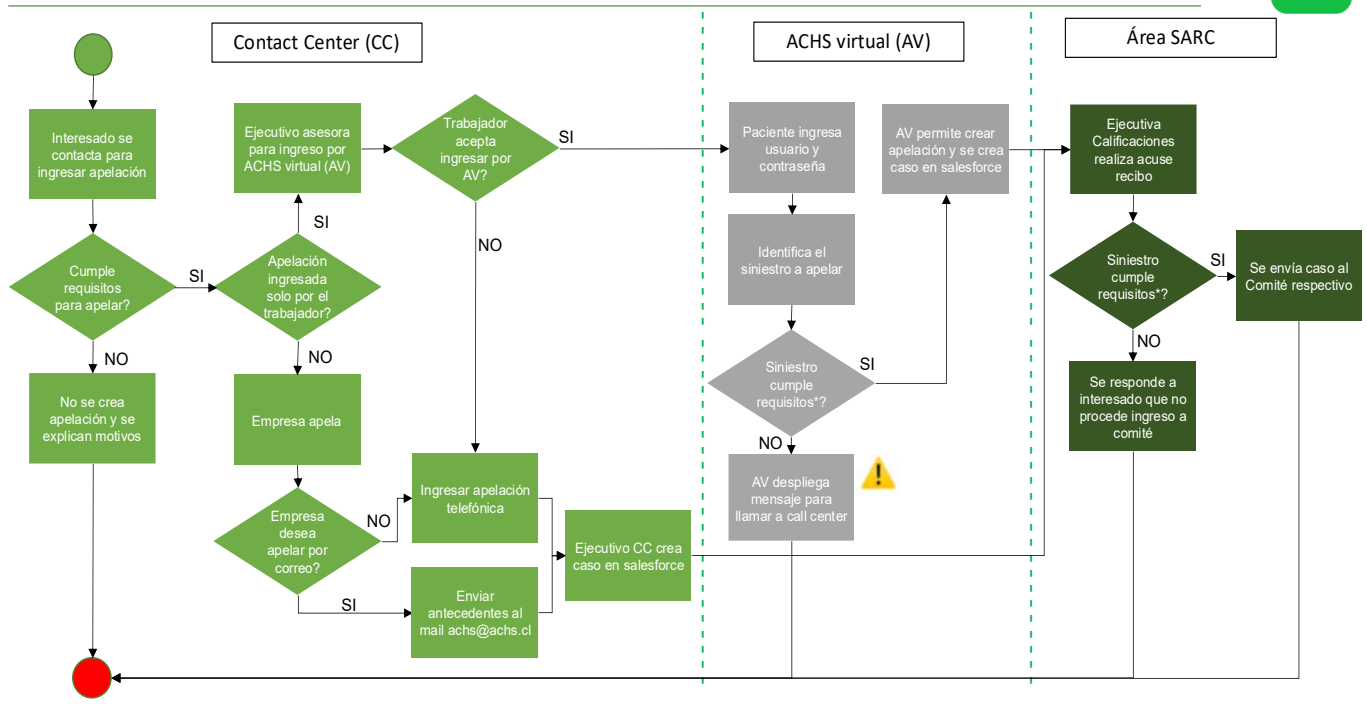 Contact Center (CC)
ACHS virtual (AV)
Área SARC
Interesado se
contacta para
ingresar apelación
Cumple
requisitos
para apelar?
SI
NO
No se crea
apelación y se
explican motivos
Ejecutivo asesora
para ingreso por
ACHS virtual (AV)
SI
Apelación
ingresada
solo por el
trabajador?
NO
Empresa apela
Empresa
desea
apelar por
correo?
NO
SI
Trabajador
acepta
ingresar por
AV?
SI
NO
Ingresar apelación
telefónica
Enviar
antecedentes al
mail achs@achs.cl
Ejecutivo CC crea
caso en salesforce
Paciente ingresa
usuario y
contraseña
Identifica el
siniestro a apelar
Siniestro
cumple
requisitos*?
SI
NO
AV despliega
mensaje para
llamar a call center
AV permite crear
apelación y se crea
caso en salesforce
Ejecutiva
Calificaciones
realiza acuse
recibo
Siniestro
cumple
requisitos*?
SI
NO
Se envía caso al
Comité respectivo
Se responde a
interesado que no
procede ingreso a
comité